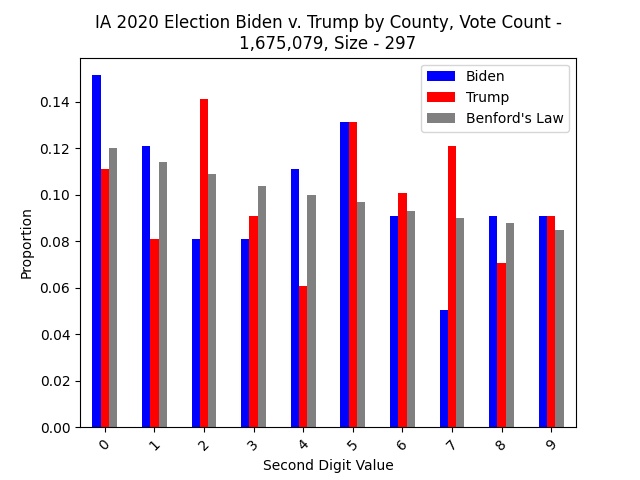 IA 2020 Election Biden v. Trump by County, Vote Count -
1,675,079, Size - 297
Biden
Trump
Benford's Law
0.14
0.12
0.10
0.08
0.06
0.04
0.02
0.00
Proportion
0 1 2 3 4 5 6 7 8 9
Second Digit Value